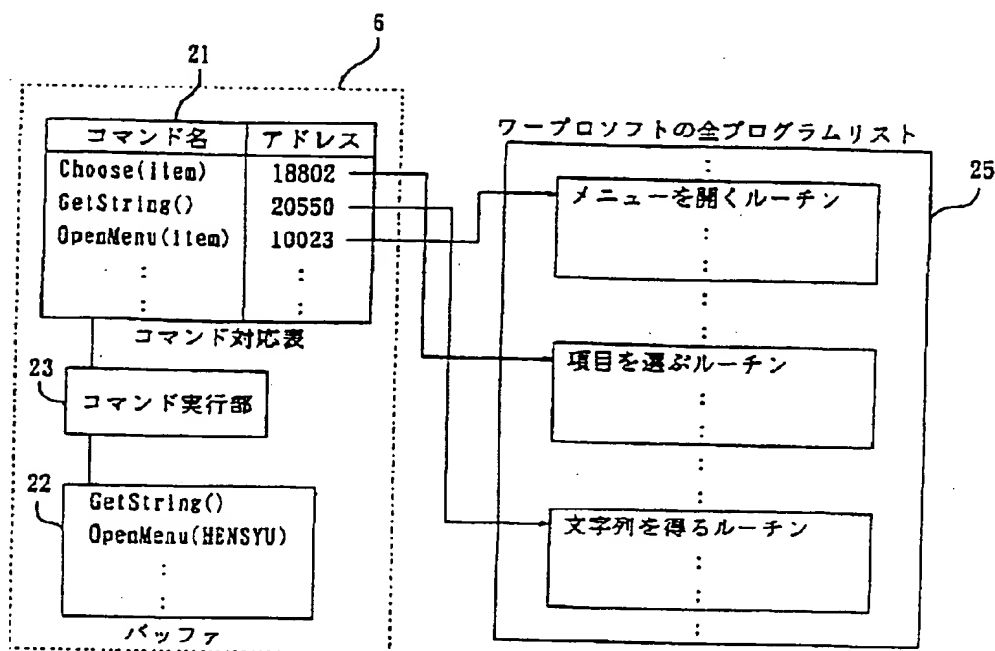 6
21
コマンド名 アドレス
Choose(item) 18802
GetString() 20550
OpenMenu(item) 10023
: :
: :
コマンド対応表
23
コマンド実行部
22
GetString()
OpenMenu(HENSYU)
:
:
バッファ
ワープロソフトの全プログラムリスト
25
:
メニューを開くルーチン
:
:
:
:
項目を選ぶルーチン
:
:
:
:
文字列を得るルーチン
:
:
: